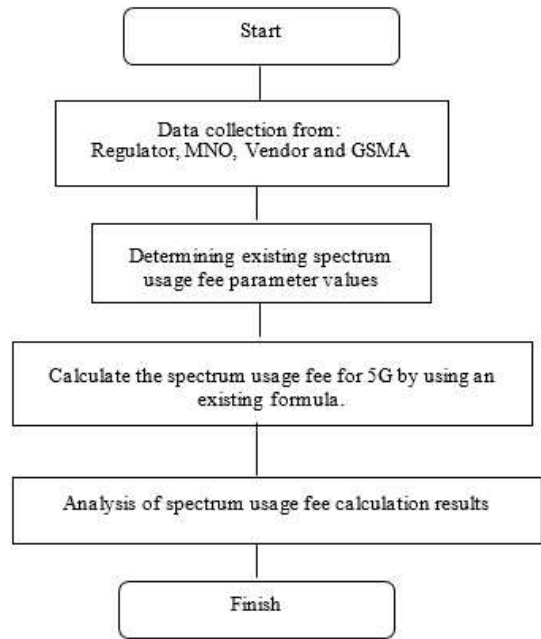 Start
Data collection from:
Regulator, MNO, Vendor and GSMA
Determining existing spectrum
usage fee parameter values
Calculate the spectrum usage fee for 5G by using an
existing formula.
Analysis of spectrum usage fee calculation results
Finish